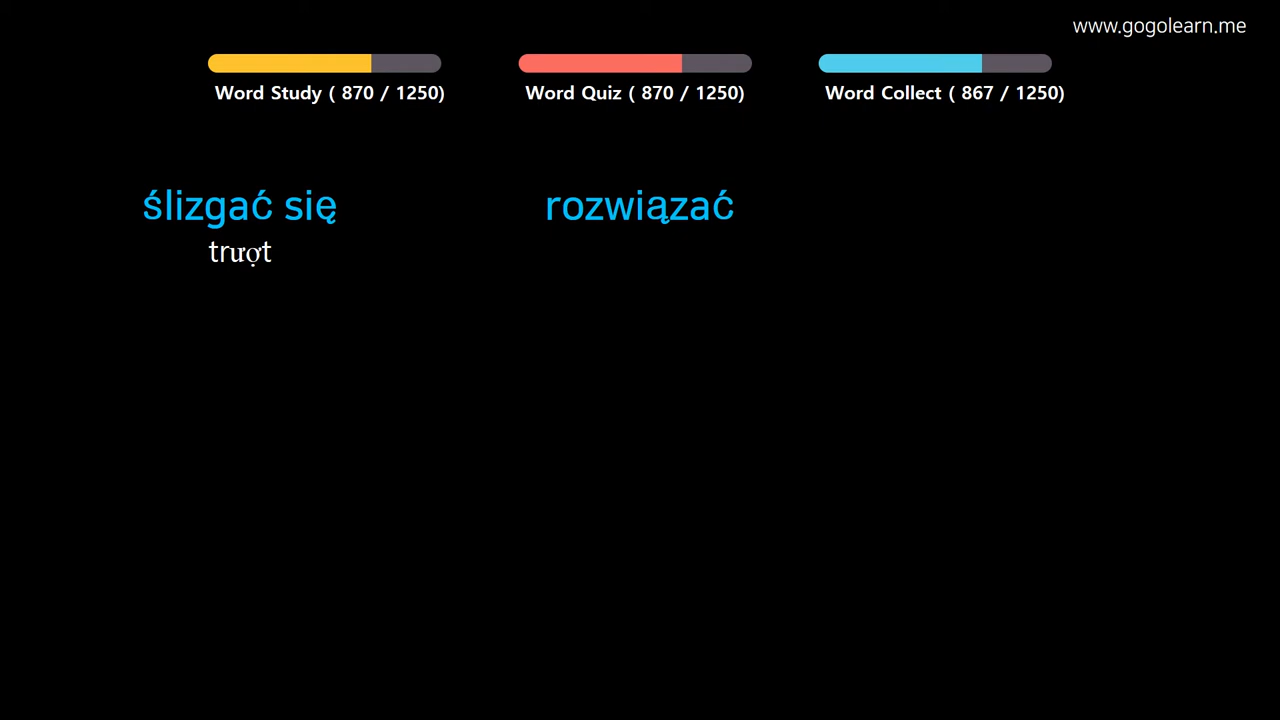 www.gogolearn.me
Word Study ( 870 / 1250)
Word Quiz ( 870 / 1250)
Word Collect ( 867 / 1250)
ślizgać się
trượt
rozwiązać